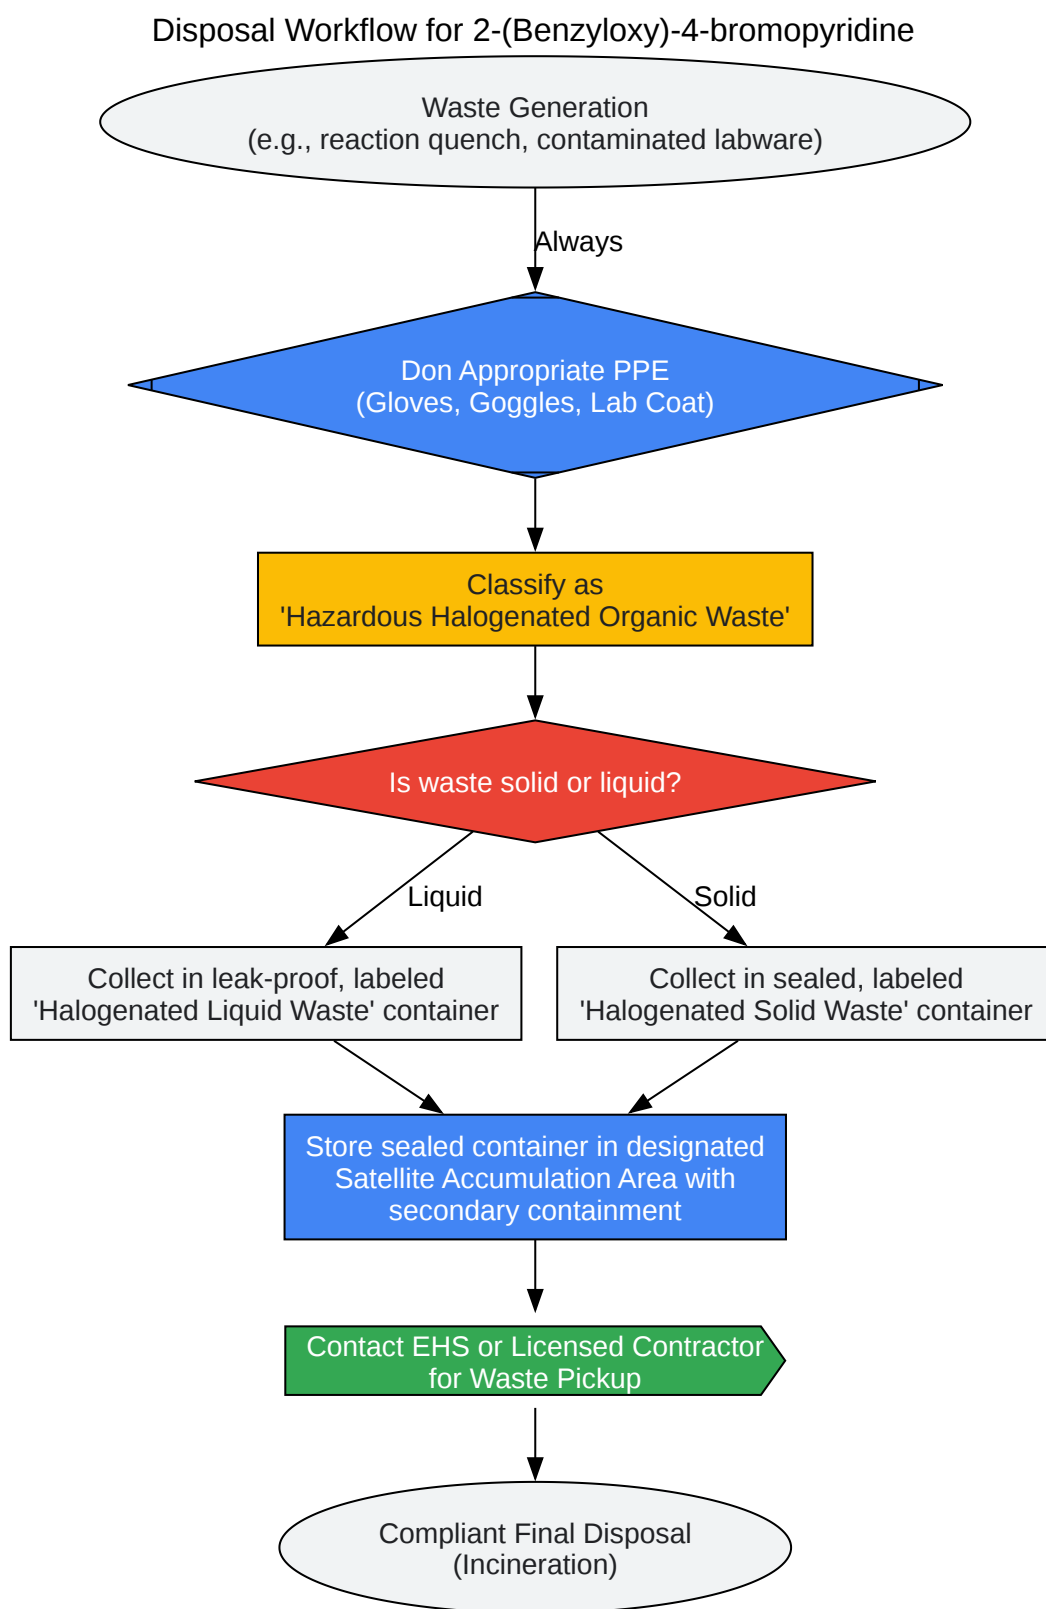 Disposal Workflow for 2-(Benzyloxy)-4-bromopyridine
Waste Generation
(e.g., reaction quench, contaminated labware)
Always
Don Appropriate PPE
(Gloves, Goggles, Lab Coat)
Classify as
'Hazardous Halogenated Organic Waste'
Is waste solid or liquid?
Liquid
Solid
Collect in leak-proof, labeled
'Halogenated Liquid Waste' container
Collect in sealed, labeled
'Halogenated Solid Waste' container
Store sealed container in designated
Satellite Accumulation Area with
secondary containment
Contact EHS or Licensed Contractor
for Waste Pickup
Compliant Final Disposal
(Incineration)